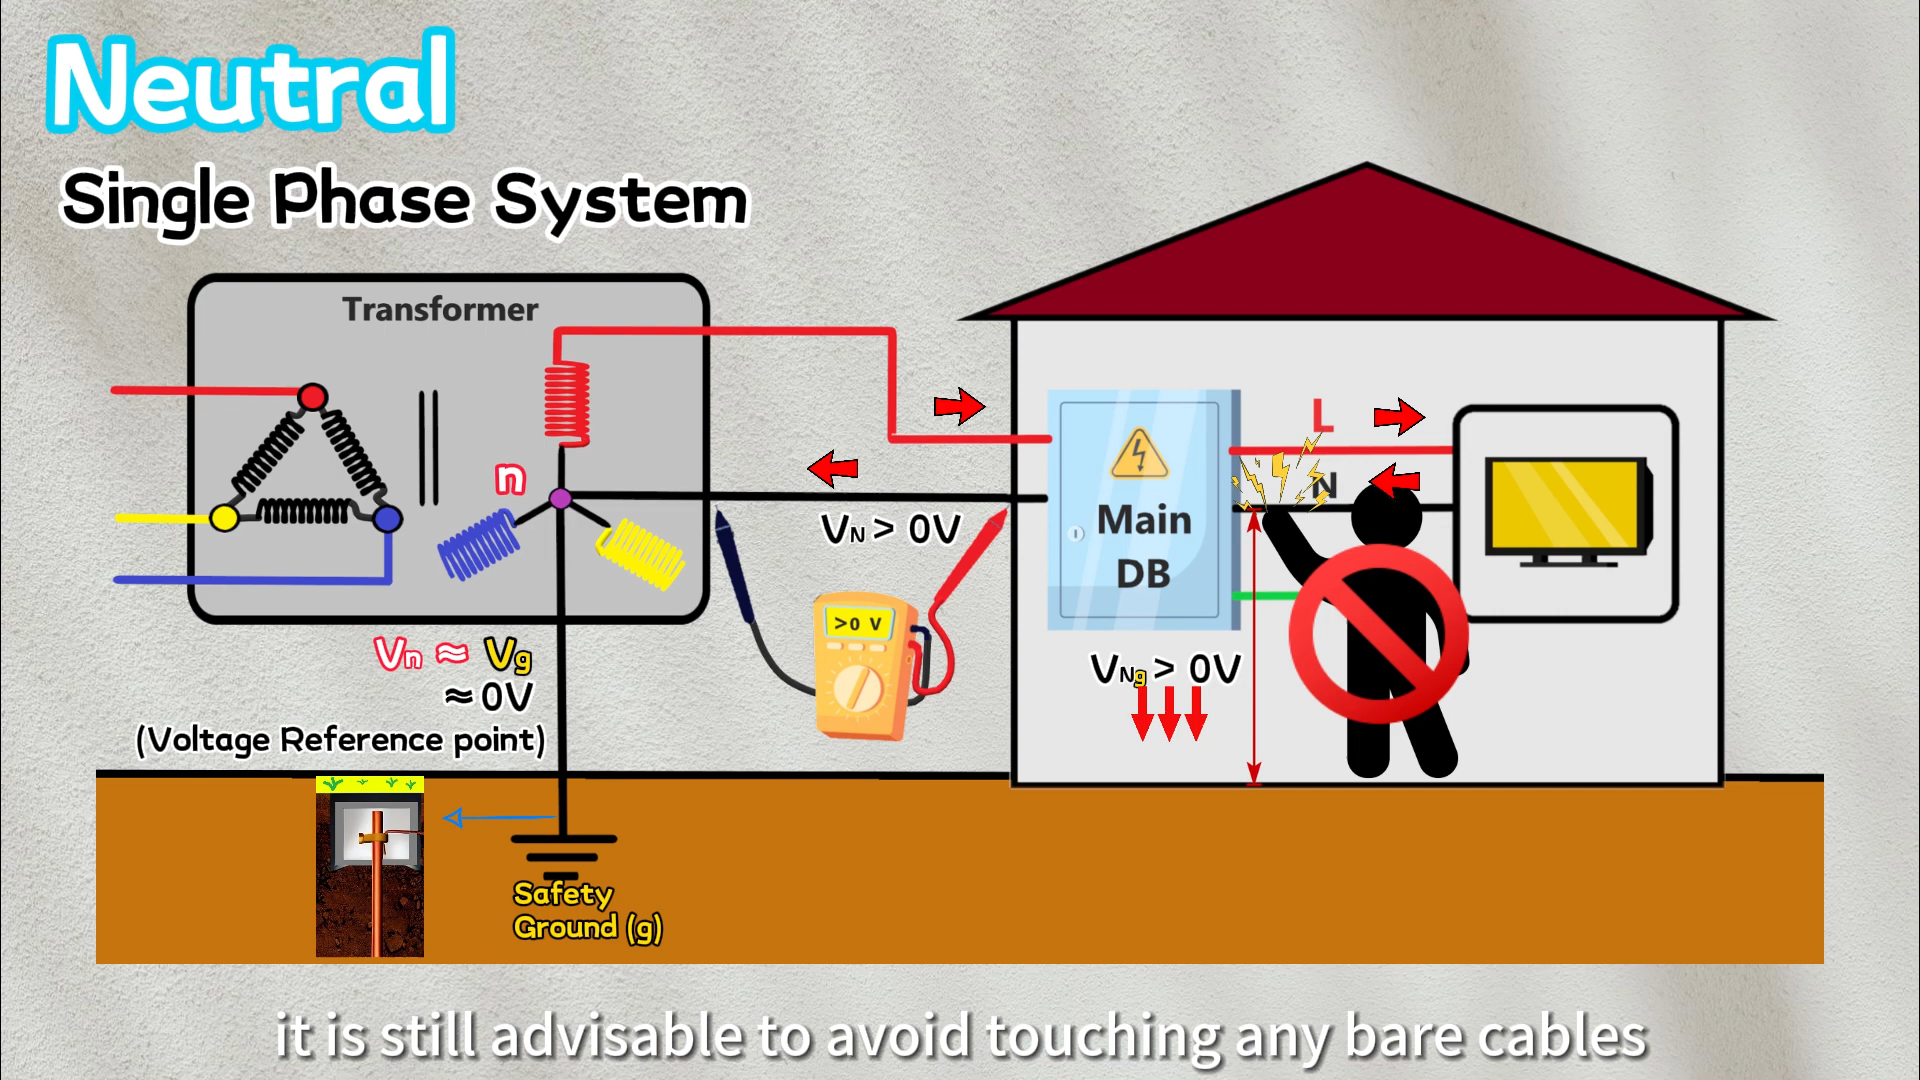 Neutral
Single Phase System
Transformer
n
L
N
Main
DB
VN > 0V
>0 V
Vn ≈ Vg
≈ 0V
(Voltage Reference point)
VNg > 0V
Safety
Ground (g)
it is still advisable to avoid touching any bare cables